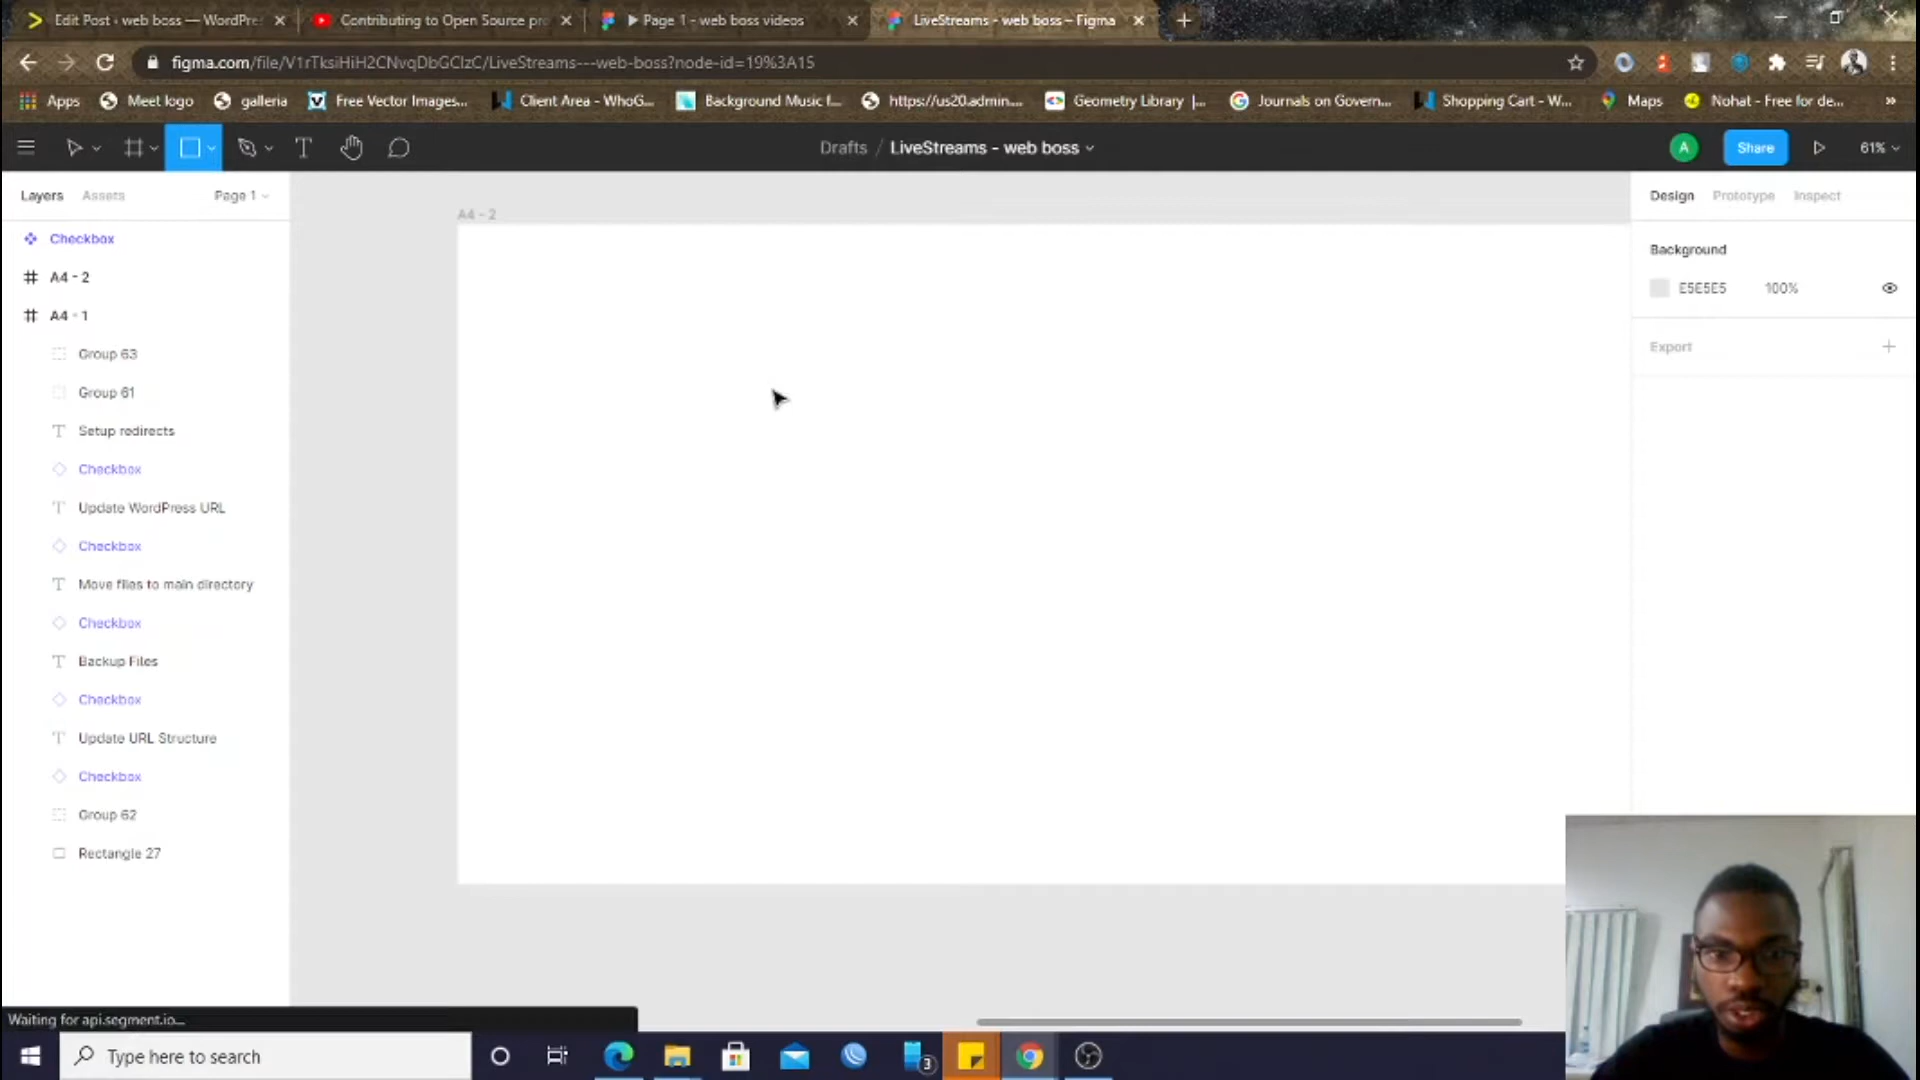 Edit Post ‹ web boss — WordPre
Contributing to Open Source pro
Page 1 - web boss videos
LiveStreams - web boss – Figma
figma.com/file/V1rTksiHiH2CNvqDbGClzC/LiveStreams---web-boss?node-id=19%3A15
Apps
Meet logo
galleria
Free Vector Images...
Client Area - WhoG...
Background Music f...
https://us20.admin....
Geometry Library |...
Journals on Govern...
Shopping Cart - W...
Maps
Nohat - Free for de...
Drafts / LiveStreams - web boss
A
Share
61%
Layers
Assets
Page 1
Checkbox
A4 - 2
A4 - 1
Group 63
Group 61
Setup redirects
Checkbox
Update WordPress URL
Checkbox
Move files to main directory
Checkbox
Backup Files
Checkbox
Update URL Structure
Checkbox
Group 62
Rectangle 27
A4 - 2
Design
Prototype
Inspect
Background
E5E5E5
100%
Export
Waiting for api.segment.io...
Type here to search
3